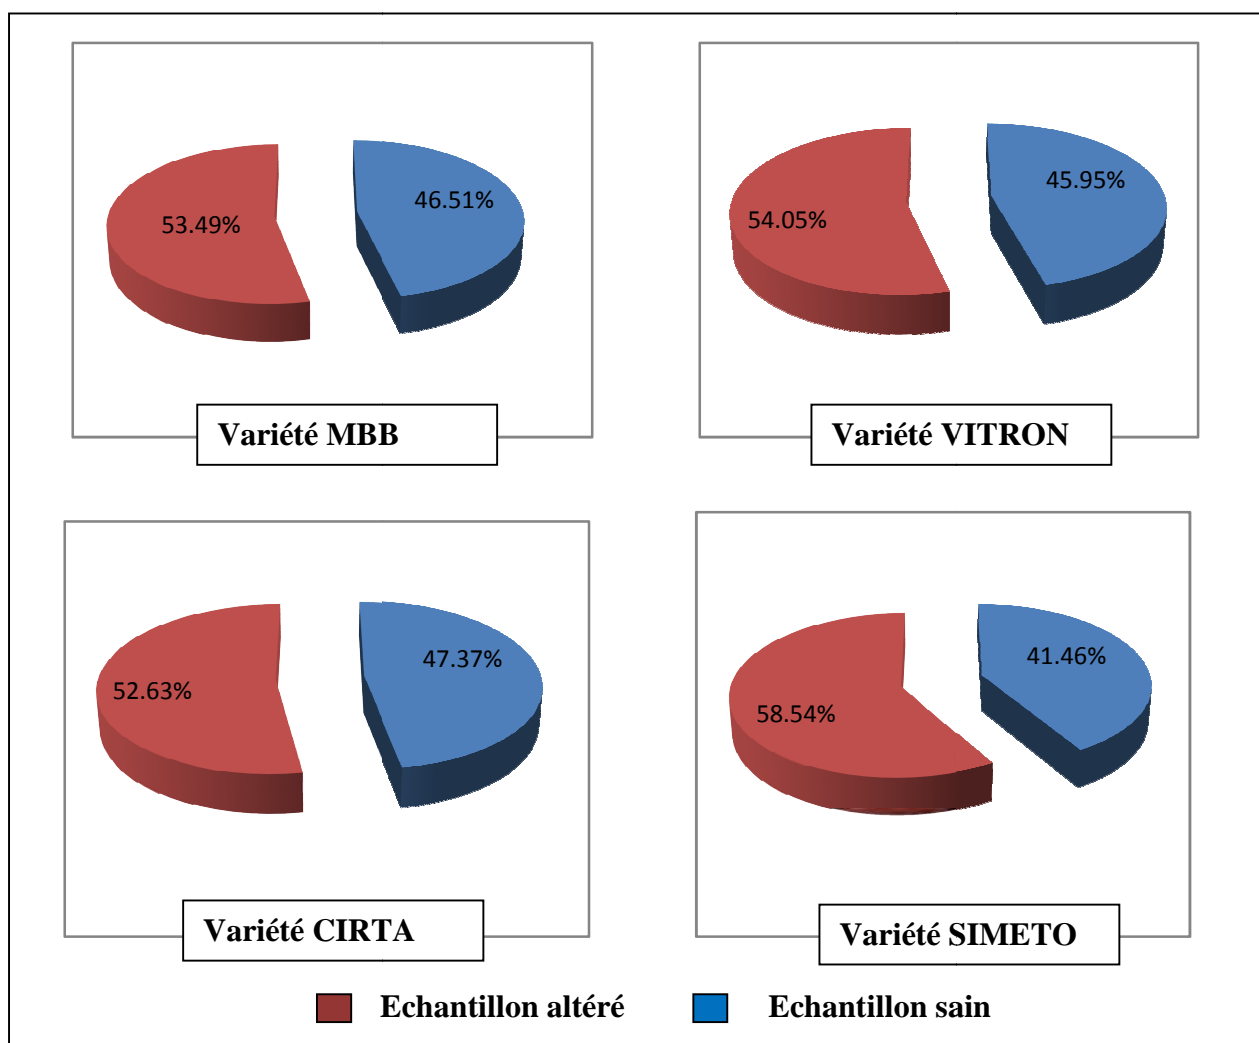 53.49%
46.51%
Variété MBB
54.05%
45.95%
Variété VITRON
52.63%
47.37%
Variété CIRTA
58.54%
41.46%
Variété SIMETO
Echantillon altéré
Echantillon sain